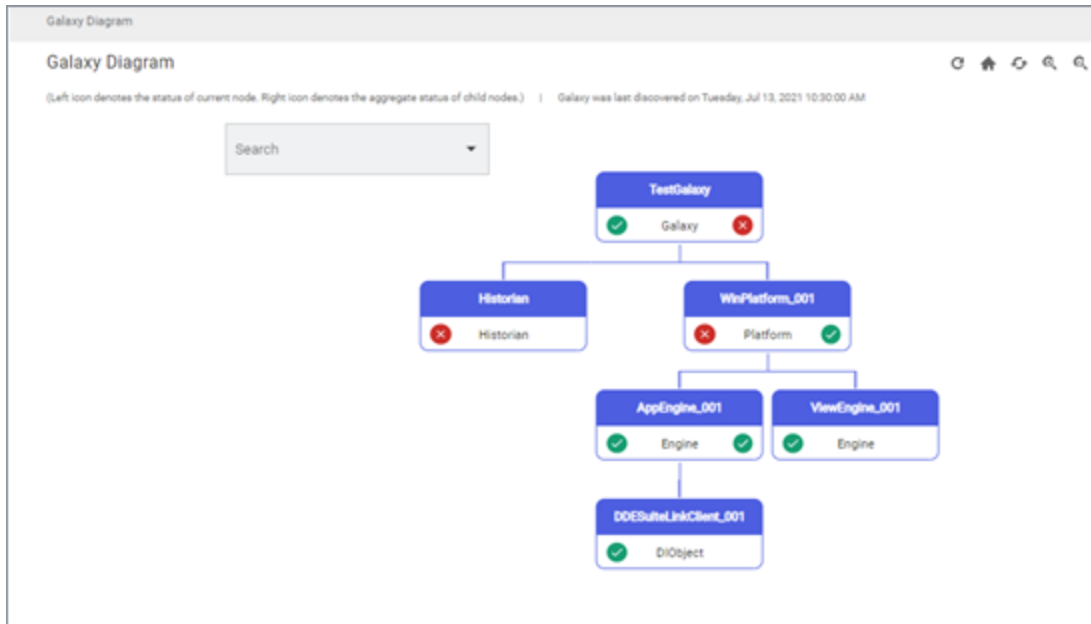 Galaxy Diagram
Galaxy Diagram
(Left icon denotes the status of current node. Right icon denotes the aggregate status of child nodes.) | Galaxy was last discovered on Tuesday, Jul 13, 2021 10:30:00 AM
Search
TestGalaxy
Galaxy
Historian
WinPlatform_001
Historian
Platform
AppEngine_001
ViewEngine_001
Engine
Engine
DDESuiteLinkClient_001
DIObject